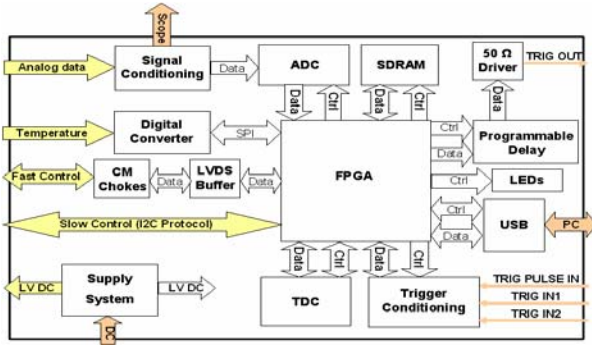 Scope
Analog data
Signal Conditioning
Data
ADC
SDRAM
50 Ω Driver
TRIG OUT
Data
Ctrl
Data
Ctrl
Data
Temperature
Digital Converter
SPI
FPGA
Ctrl
Data
Programmable Delay
Fast Control
CM Chokes
Data
LVDS Buffer
Data
Ctrl
LEDs
Slow Control (I2C Protocol)
Ctrl
Data
USB
PC
LV DC
Supply System
LV DC
DC
Data
Ctrl
Data
Ctrl
TDC
Trigger Conditioning
TRIG PULSE IN
TRIG IN1
TRIG IN2